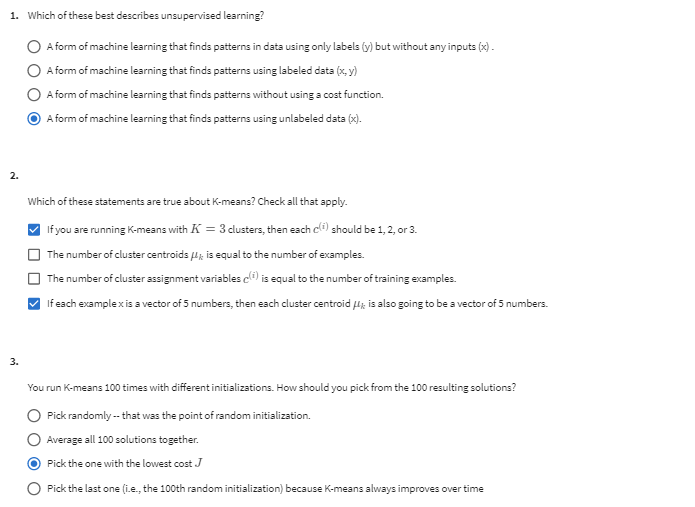 1. Which of these best describes unsupervised learning?
A form of machine learning that finds patterns in data using only labels (y) but without any inputs (x) .
A form of machine learning that finds patterns using labeled data (x, y)
A form of machine learning that finds patterns without using a cost function.
A form of machine learning that finds patterns using unlabeled data (x).
2.
Which of these statements are true about K-means? Check all that apply.
If you are running K-means with K = 3 clusters, then each c^(i) should be 1, 2, or 3.
The number of cluster centroids μ_k is equal to the number of examples.
The number of cluster assignment variables c^(i) is equal to the number of training examples.
If each example x is a vector of 5 numbers, then each cluster centroid μ_k is also going to be a vector of 5 numbers.
3.
You run K-means 100 times with different initializations. How should you pick from the 100 resulting solutions?
Pick randomly -- that was the point of random initialization.
Average all 100 solutions together.
Pick the one with the lowest cost J
Pick the last one (i.e., the 100th random initialization) because K-means always improves over time